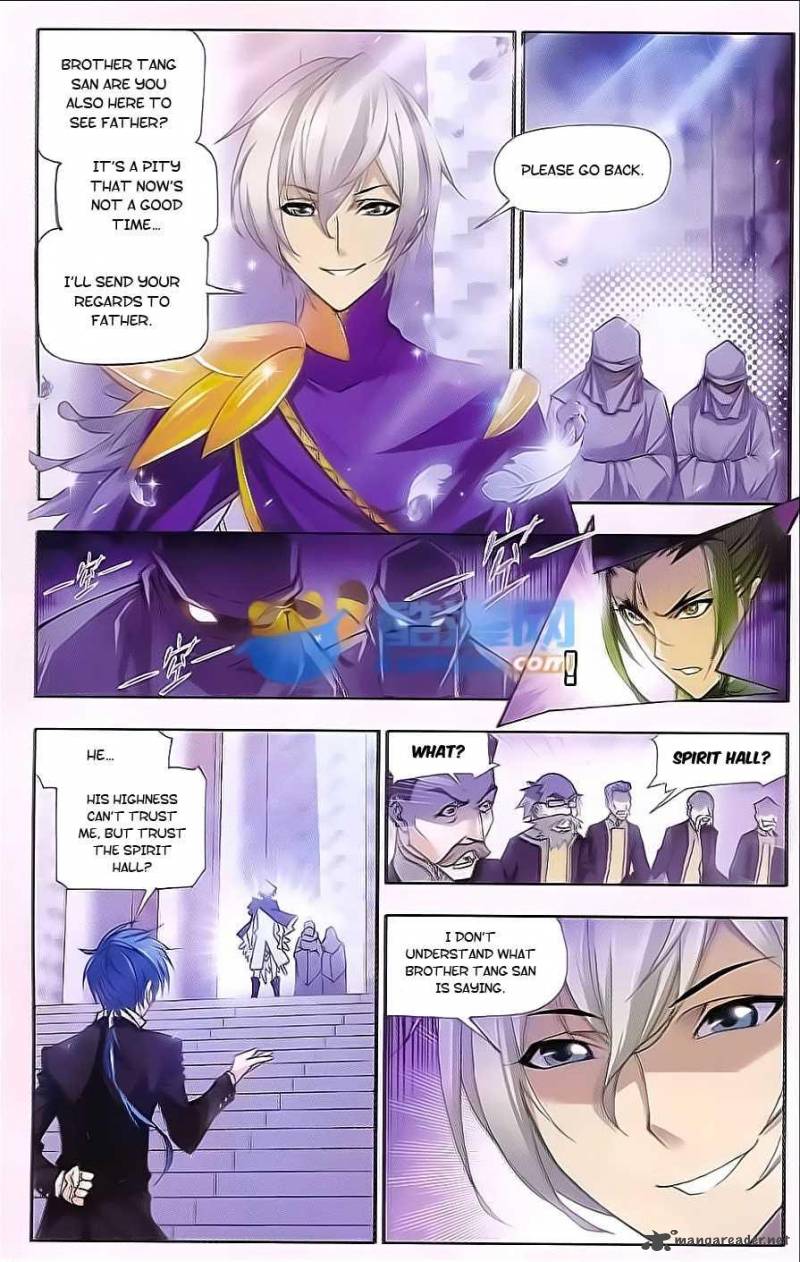 BROTHER TANG
SAN ARE YOU
ALSO HERE TO
SEE FATHER?
IT'S A PITY
THAT NOW'S
NOT A GOOD
TIME...
I'LL SEND YOUR
REGARDS TO
FATHER.
PLEASE GO BACK.
!
.com
HE...
HIS HIGHNESS
CAN'T TRUST
ME, BUT TRUST
THE SPIRIT
HALL?
WHAT?
SPIRIT HALL?
I DON'T
UNDERSTAND WHAT
BROTHER TANG SAN
IS SAYING.
mangareader.net